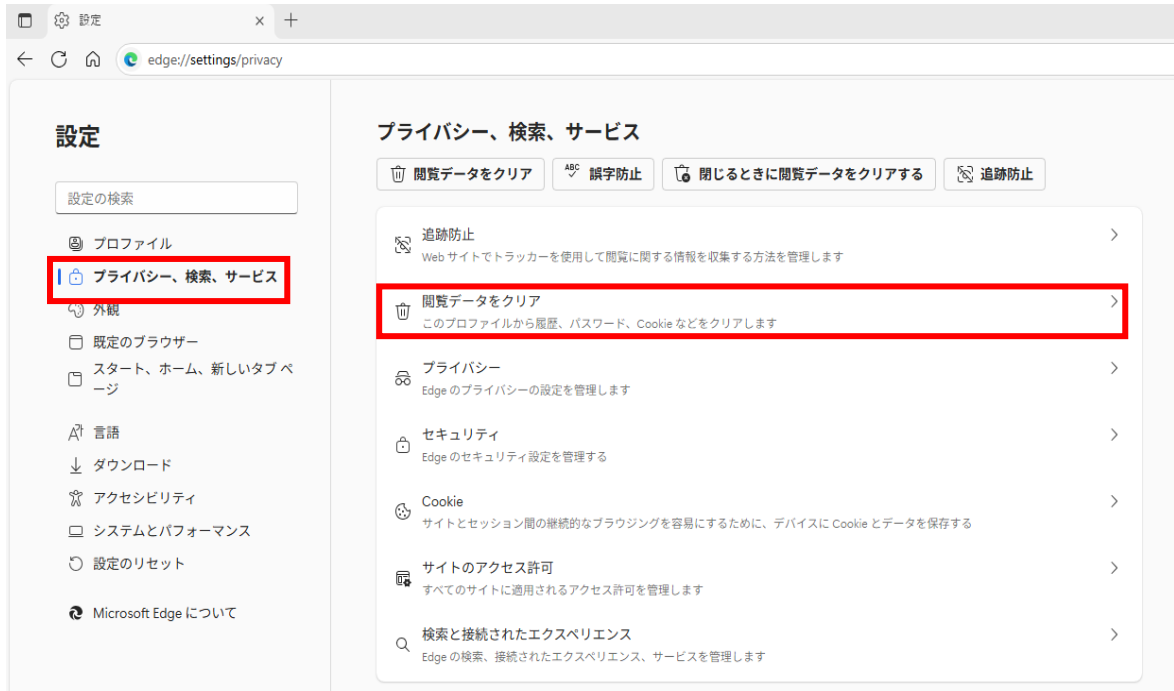 設定
edge://settings/privacy
設定
設定の検索
プロファイル
プライバシー、検索、サービス
外観
既定のブラウザー
スタート、ホーム、新しいタブ ペ
ージ
言語
ダウンロード
アクセシビリティ
システムとパフォーマンス
設定のリセット
Microsoft Edge について
プライバシー、検索、サービス
閲覧データをクリア
ABC 誤字防止
閉じるときに閲覧データをクリアする
追跡防止
追跡防止
Web サイトでトラッカーを使用して閲覧に関する情報を収集する方法を管理します
閲覧データをクリア
このプロファイルから履歴、パスワード、Cookie などをクリアします
プライバシー
Edge のプライバシーの設定を管理します
セキュリティ
Edge のセキュリティ設定を管理する
Cookie
サイトとセッション間の継続的なブラウジングを容易にするために、デバイスに Cookie とデータを保存する
サイトのアクセス許可
すべてのサイトに適用されるアクセス許可を管理します
検索と接続されたエクスペリエンス
Edge の検索、接続されたエクスペリエンス、サービスを管理します